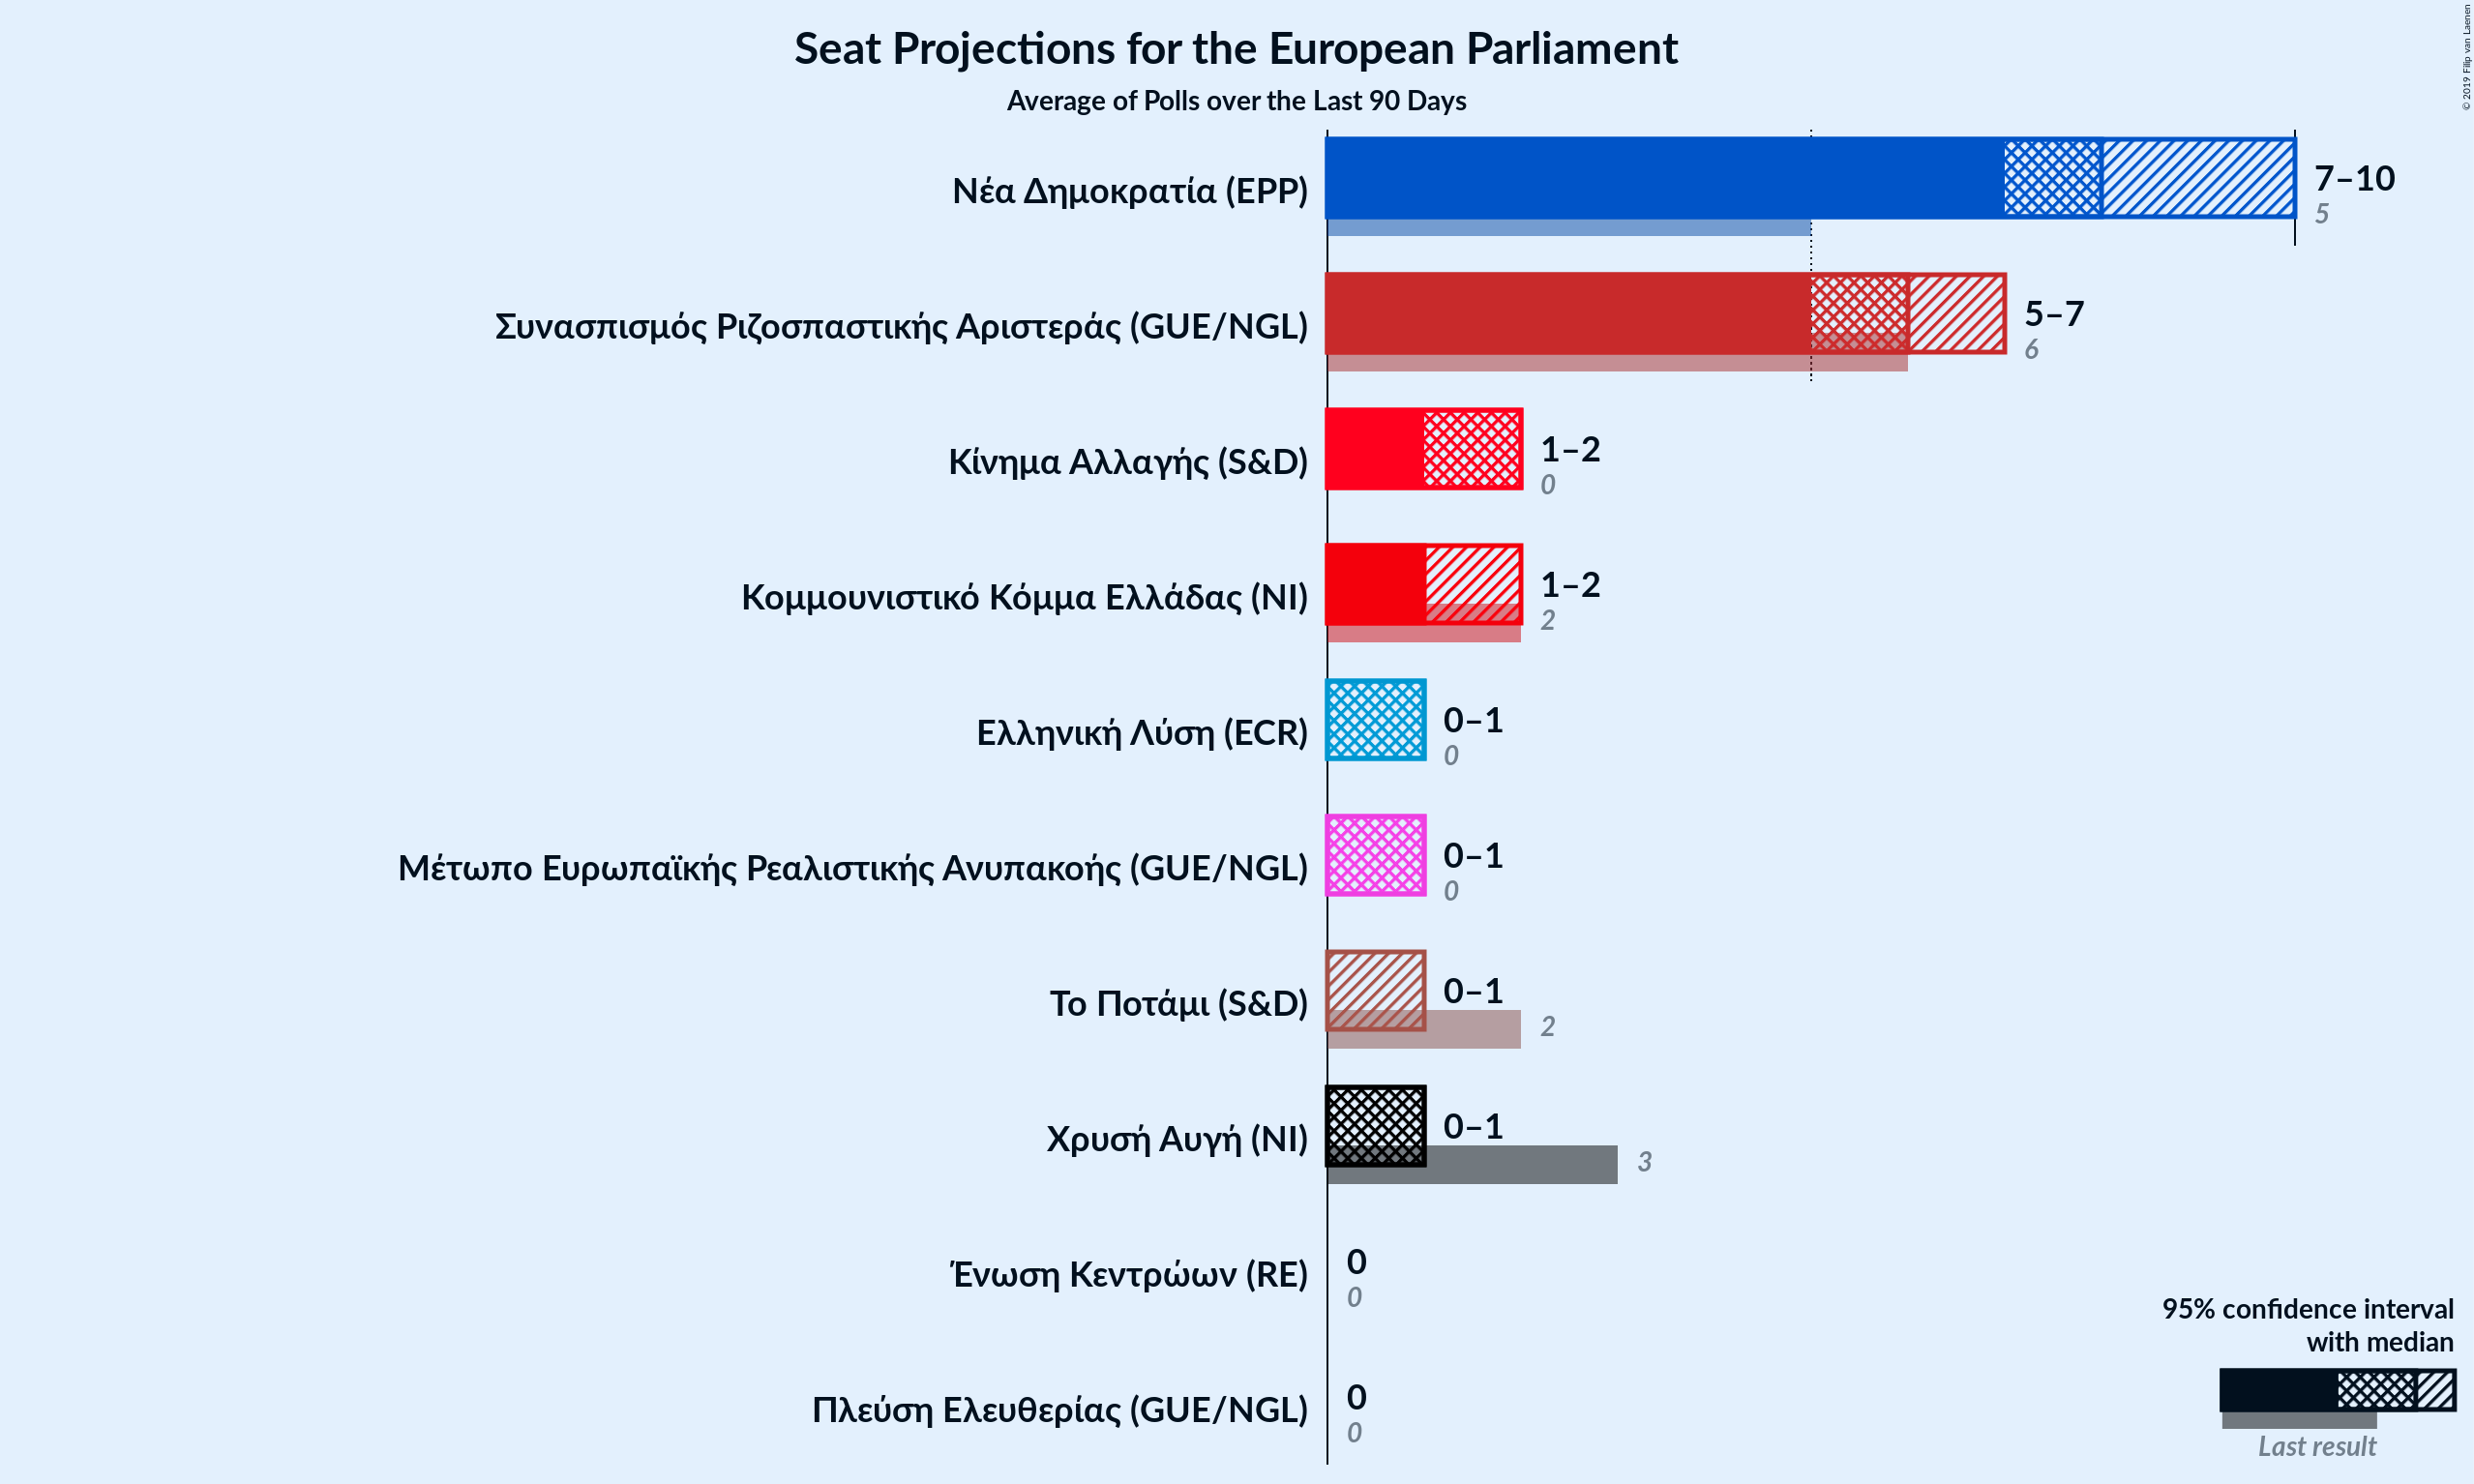 Seat Projections for the European Parliament
Average of Polls over the Last 90 Days
© 2019 Filip van Laenen
Νέα Δημοκρατία (EPP)
7–10
5
Συνασπισμός Ριζοσπαστικής Αριστεράς (GUE/NGL)
5–7
6
Κίνημα Αλλαγής (S&D)
1–2
0
Κομμουνιστικό Κόμμα Ελλάδας (NI)
1–2
2
Ελληνική Λύση (ECR)
0–1
0
Μέτωπο Ευρωπαϊκής Ρεαλιστικής Ανυπακοής (GUE/NGL)
0–1
0
Το Ποτάμι (S&D)
0–1
2
Χρυσή Αυγή (NI)
0–1
3
Ένωση Κεντρώων (RE)
0
0
Πλεύση Ελευθερίας (GUE/NGL)
0
0
95% confidence interval
with median
Last result